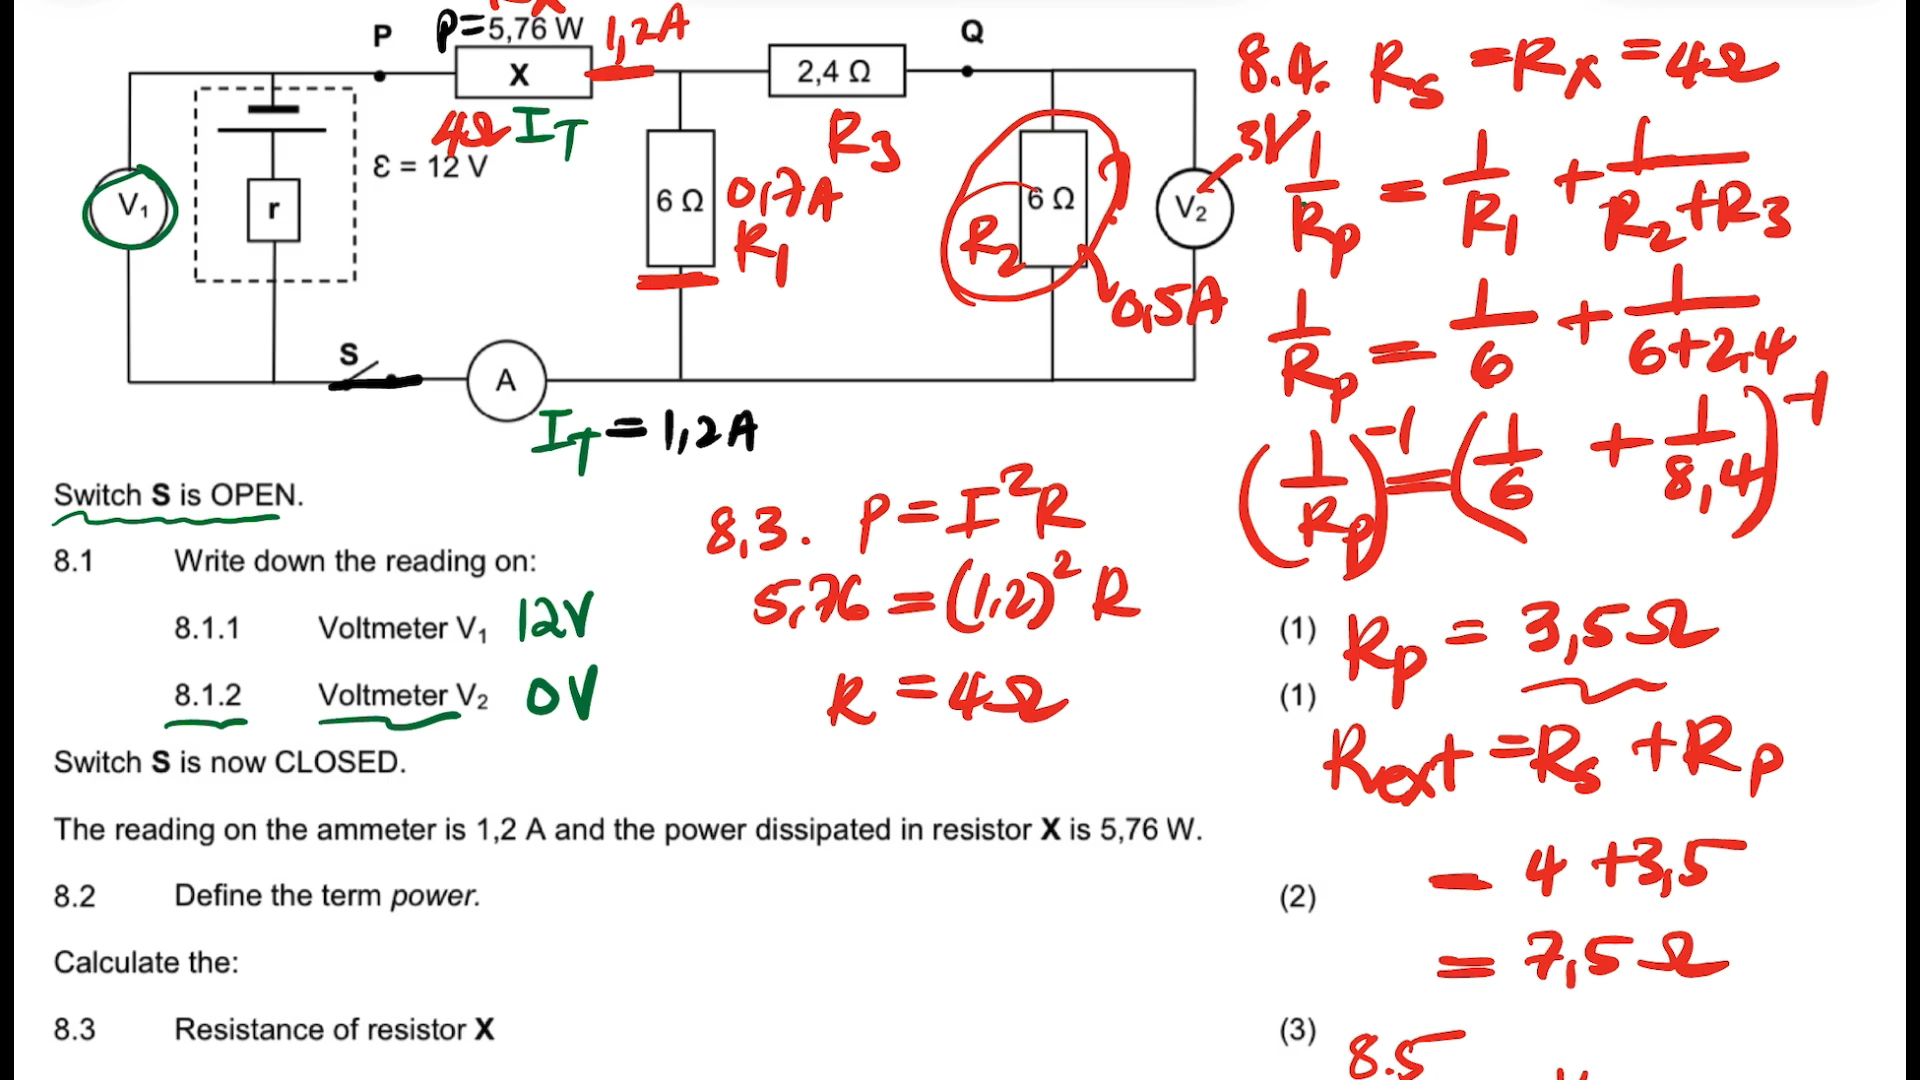 P
P=5,76 W
1,2A
Q
X
2,4 Ω
4Ω
I_T
R3
Ɛ = 12 V
V1
r
6 Ω
0,7A
R1
6 Ω
R2
V2
3V
0,5A
S
A
I_T = 1,2A
8.4. Rs = Rx = 4Ω
1/Rp = 1/R1 + 1/R2+R3
1/Rp = 1/6 + 1/6+2,4
(1/Rp)^-1 = (1/6 + 1/8,4)^-1
Rp = 3,5Ω
Rext = Rs + Rp
= 4 + 3,5
= 7,5 Ω
8.5
8,3. P = I²R
5,76 = (1,2)² R
R = 4Ω
Switch S is OPEN.
8.1 Write down the reading on:
8.1.1 Voltmeter V1 12V (1)
8.1.2 Voltmeter V2 0V (1)
Switch S is now CLOSED.
The reading on the ammeter is 1,2 A and the power dissipated in resistor X is 5,76 W.
8.2 Define the term power. (2)
Calculate the:
8.3 Resistance of resistor X (3)